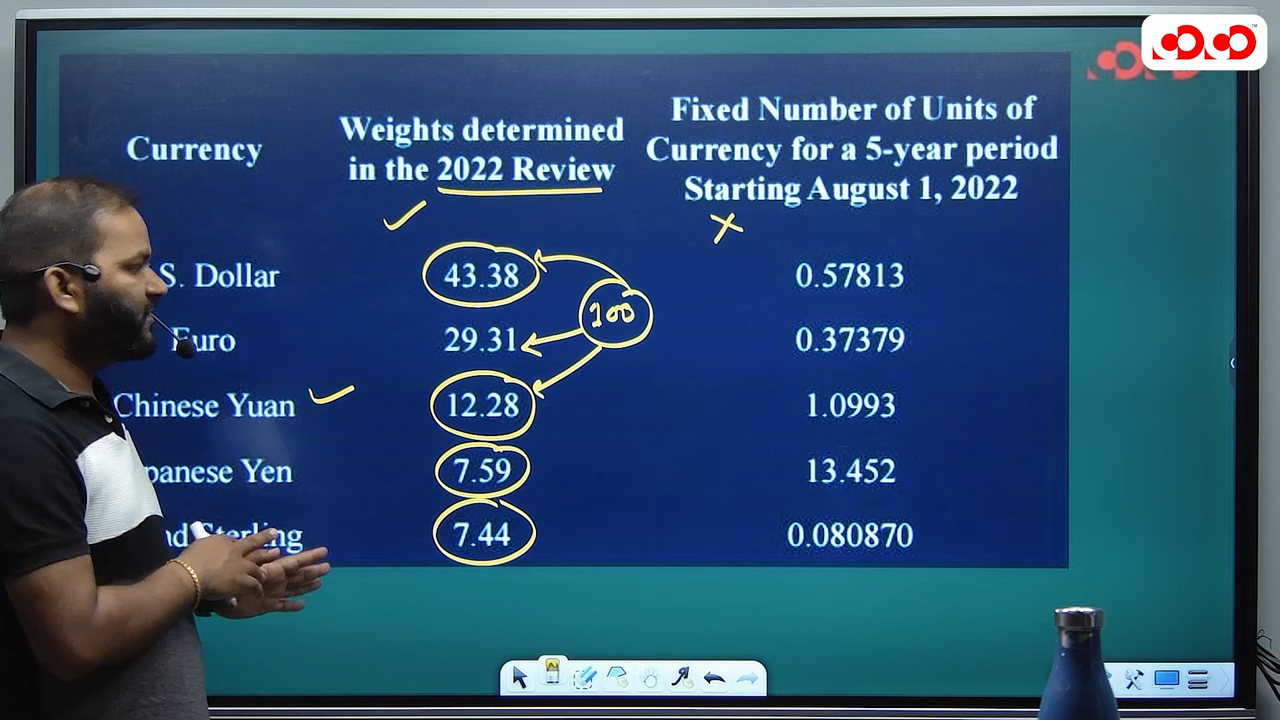 Currency
Weights determined
in the 2022 Review
Fixed Number of Units of
Currency for a 5-year period
Starting August 1, 2022
S. Dollar 43.38 0.57813
100
Euro 29.31 0.37379
Chinese Yuan 12.28 1.0993
panese Yen 7.59 13.452
nd Sterling 7.44 0.080870